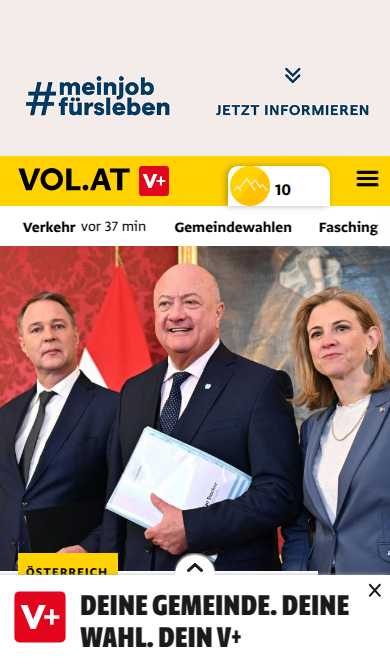 #meinjob
fürsleben
JETZT INFORMIEREN
VOL.AT V+
10
Verkehr vor 37 min Gemeindewahlen Fasching
ÖSTERREICH
V+
DEINE GEMEINDE. DEINE
WAHL. DEIN V+